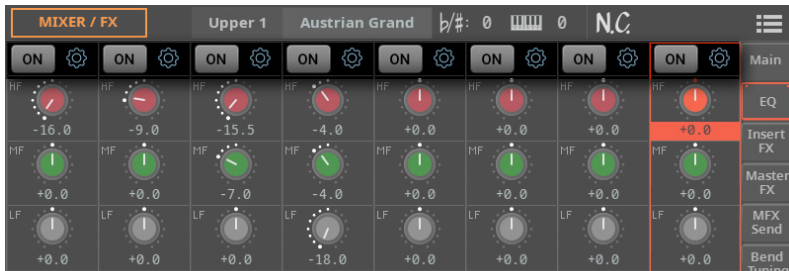 MIXER / FX Upper 1 Austrian Grand ♭/♯: 0 0 N.C.
ON ON ON ON ON ON ON ON Main
HF HF HF HF HF HF HF HF
-16.0 -9.0 -15.5 -4.0 +0.0 +0.0 +0.0 +0.0
EQ
MF MF MF MF MF MF MF MF
+0.0 +0.0 -7.0 -4.0 +0.0 +0.0 +0.0 +0.0
Insert
FX
Master
FX
LF LF LF LF LF LF LF LF
+0.0 +0.0 +0.0 -18.0 +0.0 +0.0 +0.0 +0.0
MFX
Send
Bend
Tuning